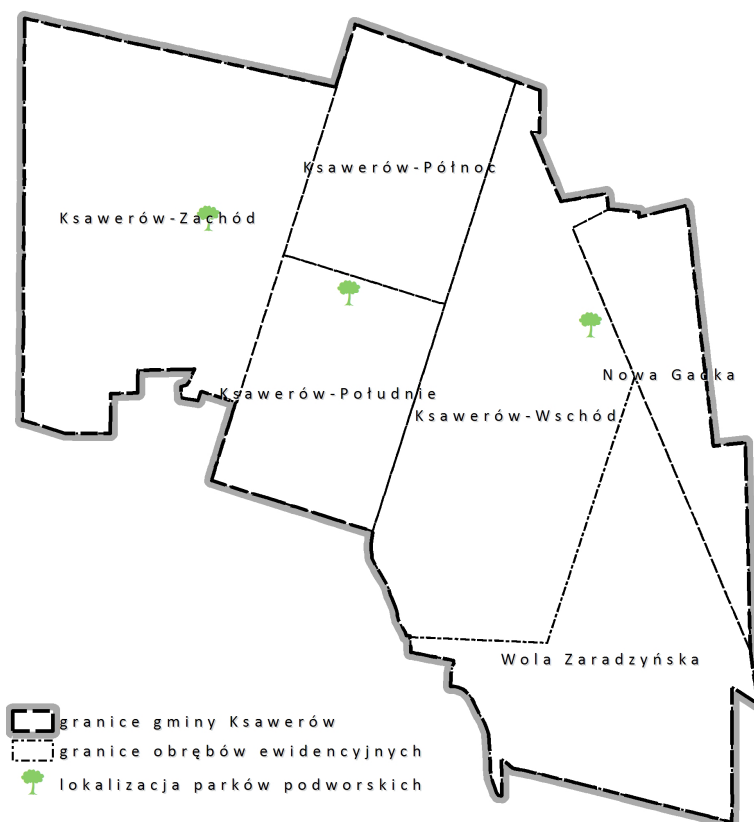 Ksawerów-Północ
Ksawerów-Zachód
Nowa Gadka
Ksawerów-Południe
Ksawerów-Wschód
Wola Zaradzyńska
granice gminy Ksawerów
granice obrębów ewidencyjnych
lokalizacja parków podworskich